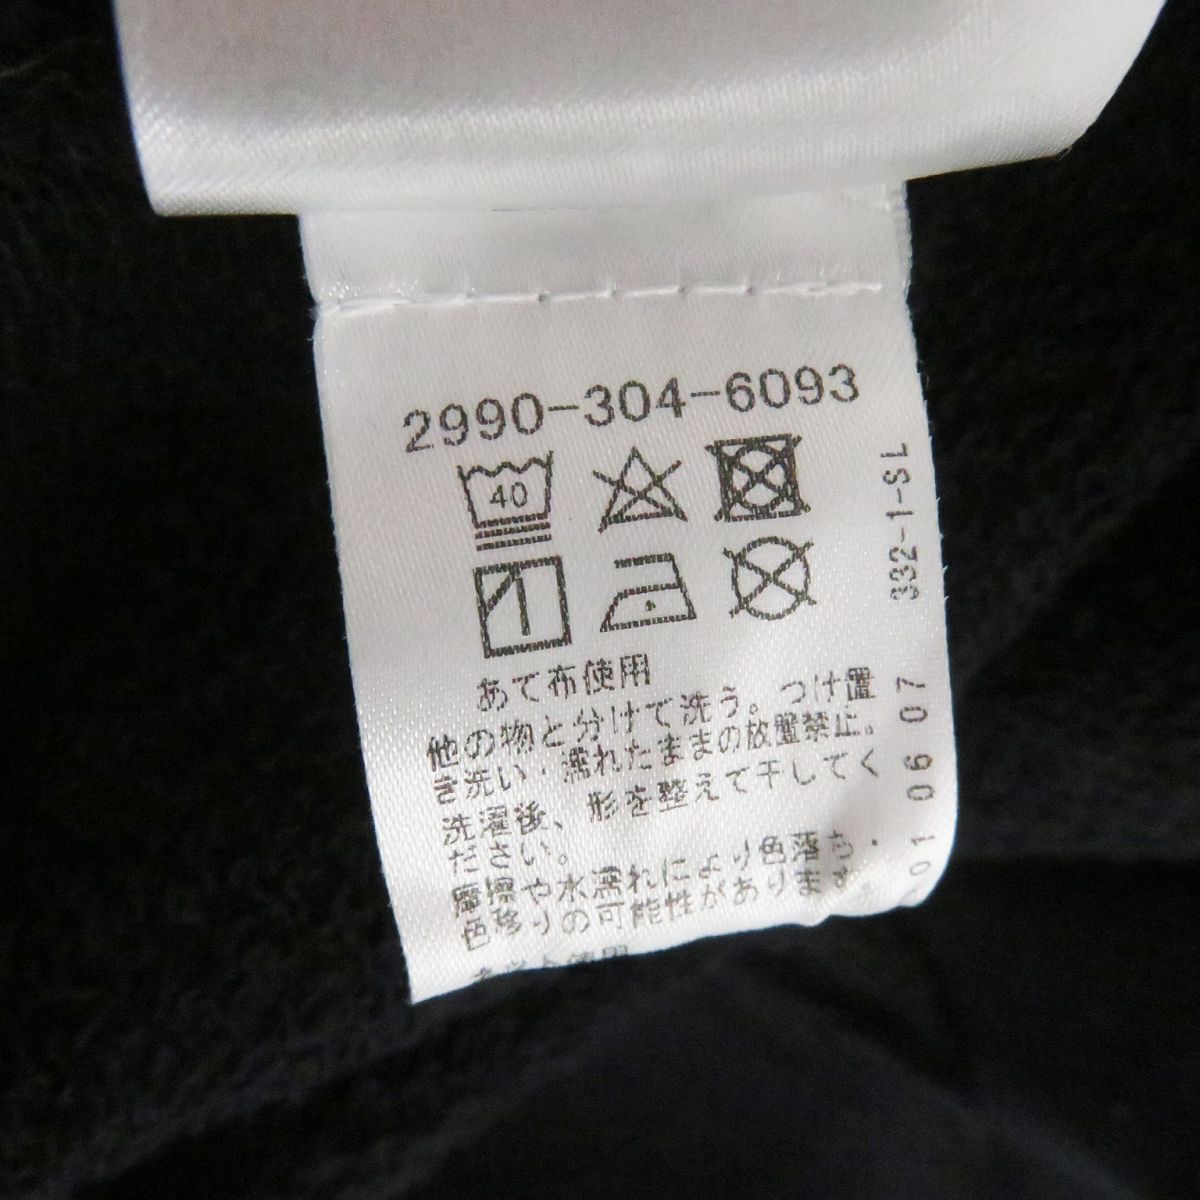 2990-304-6093
40
あて布使用
他の物と分けて洗う。つけ置
き洗い・濡れたままの放置禁止。
洗濯後、形を整えて干してく
ださい。
摩擦や水濡れにより色落ち・
色移りの可能性があります
332-1-SL
01 06 07